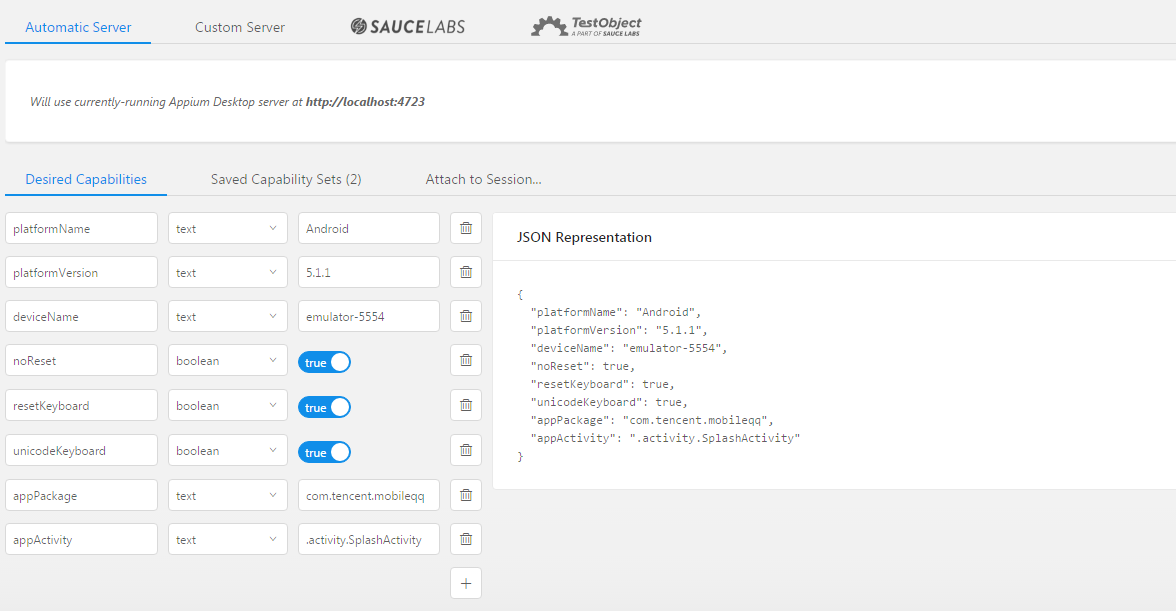 Automatic Server
Custom Server
SAUCE LABS
TestObject
A PART OF SAUCE LABS
Will use currently-running Appium Desktop server at http://localhost:4723
Desired Capabilities
Saved Capability Sets (2)
Attach to Session...
platformName text Android
platformVersion text 5.1.1
deviceName text emulator-5554
noReset boolean true
resetKeyboard boolean true
unicodeKeyboard boolean true
appPackage text com.tencent.mobileqq
appActivity text .activity.SplashActivity
+
JSON Representation
{
"platformName": "Android",
"platformVersion": "5.1.1",
"deviceName": "emulator-5554",
"noReset": true,
"resetKeyboard": true,
"unicodeKeyboard": true,
"appPackage": "com.tencent.mobileqq",
"appActivity": ".activity.SplashActivity"
}